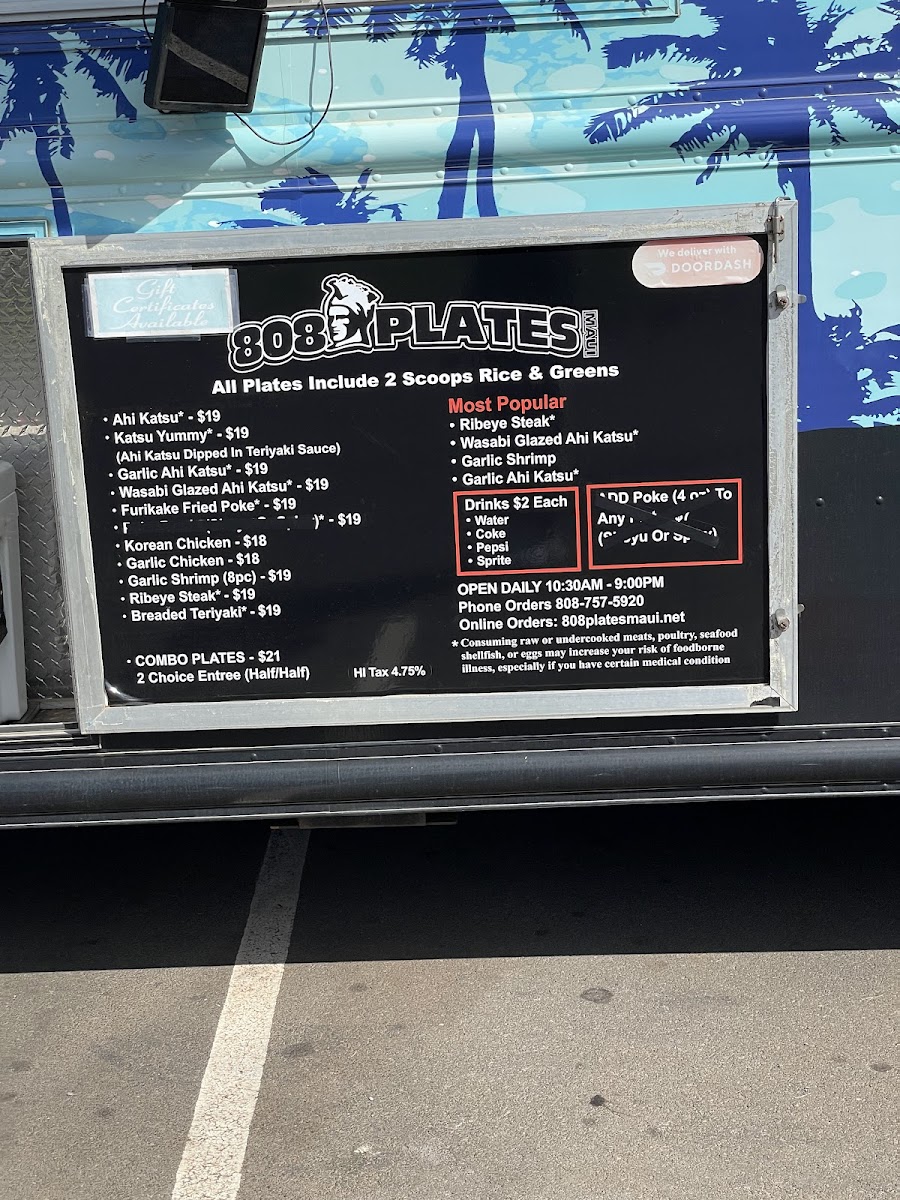 Gift
Certificates
Available
We deliver with
DOORDASH
808 PLATES MAUI
All Plates Include 2 Scoops Rice & Greens
• Ahi Katsu* - $19
• Katsu Yummy* - $19
(Ahi Katsu Dipped In Teriyaki Sauce)
• Garlic Ahi Katsu* - $19
• Wasabi Glazed Ahi Katsu* - $19
• Furikake Fried Poke* - $19
• )* - $19
• Korean Chicken - $18
• Garlic Chicken - $18
• Garlic Shrimp (8pc) - $19
• Ribeye Steak* - $19
• Breaded Teriyaki* - $19
• COMBO PLATES - $21
2 Choice Entree (Half/Half)
HI Tax 4.75%
Most Popular
• Ribeye Steak*
• Wasabi Glazed Ahi Katsu*
• Garlic Shrimp
• Garlic Ahi Katsu*
Drinks $2 Each
• Water
• Coke
• Pepsi
• Sprite
ADD Poke (4 oz) To
Any
(Shoyu Or
OPEN DAILY 10:30AM - 9:00PM
Phone Orders 808-757-5920
Online Orders: 808platesmaui.net
* Consuming raw or undercooked meats, poultry, seafood
shellfish, or eggs may increase your risk of foodborne
illness, especially if you have certain medical condition